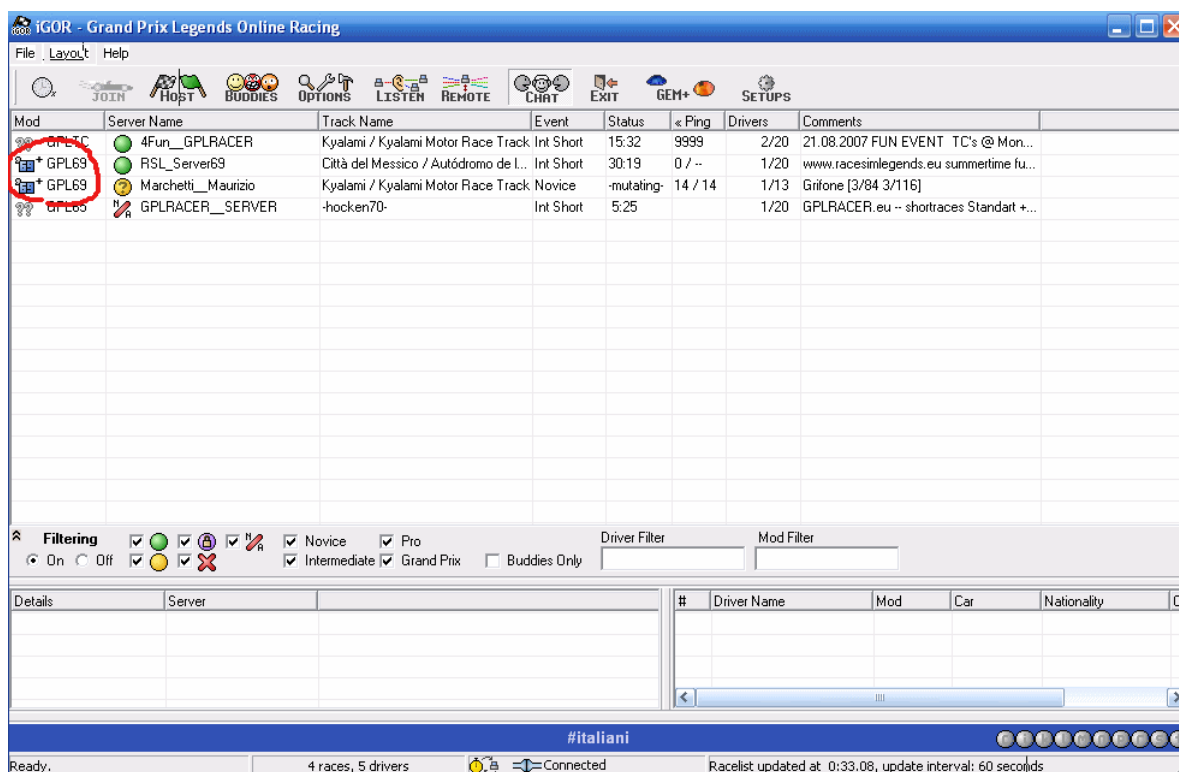 iGOR - Grand Prix Legends Online Racing
File Layout Help
JOIN HOST BUDDIES OPTIONS LISTEN REMOTE CHAT EXIT GEM+ SETUPS
Mod Server Name Track Name Event Status « Ping Drivers Comments
GPLTC 4Fun__GPLRACER Kyalami / Kyalami Motor Race Track Int Short 15:32 9999 2/20 21.08.2007 FUN EVENT TC's @ Mon...
+ GPL69 RSL_Server69 Città del Messico / Autódromo de l... Int Short 30:19 0 / -- 1/20 www.racesimlegends.eu summertime fu...
+ GPL69 Marchetti__Maurizio Kyalami / Kyalami Motor Race Track Novice -mutating- 14 / 14 1/13 Grifone [3/84 3/116]
GPL65 GPLRACER__SERVER -hocken70- Int Short 5:25 1/20 GPLRACER.eu -- shortraces Standart +...
Filtering N/A Novice Pro Driver Filter Mod Filter
On Off Intermediate Grand Prix Buddies Only
Details Server # Driver Name Mod Car Nationality
#italiani
Ready. 4 races, 5 drivers Connected Racelist updated at 0:33.08, update interval: 60 seconds